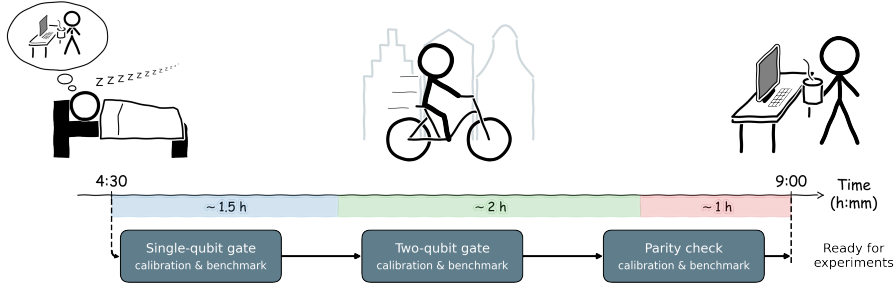 zzzzzzzzzzzz
4:30
9:00
Time
(h:mm)
~ 1.5 h
~ 2 h
~ 1 h
Single-qubit gate
calibration & benchmark
Two-qubit gate
calibration & benchmark
Parity check
calibration & benchmark
Ready for
experiments